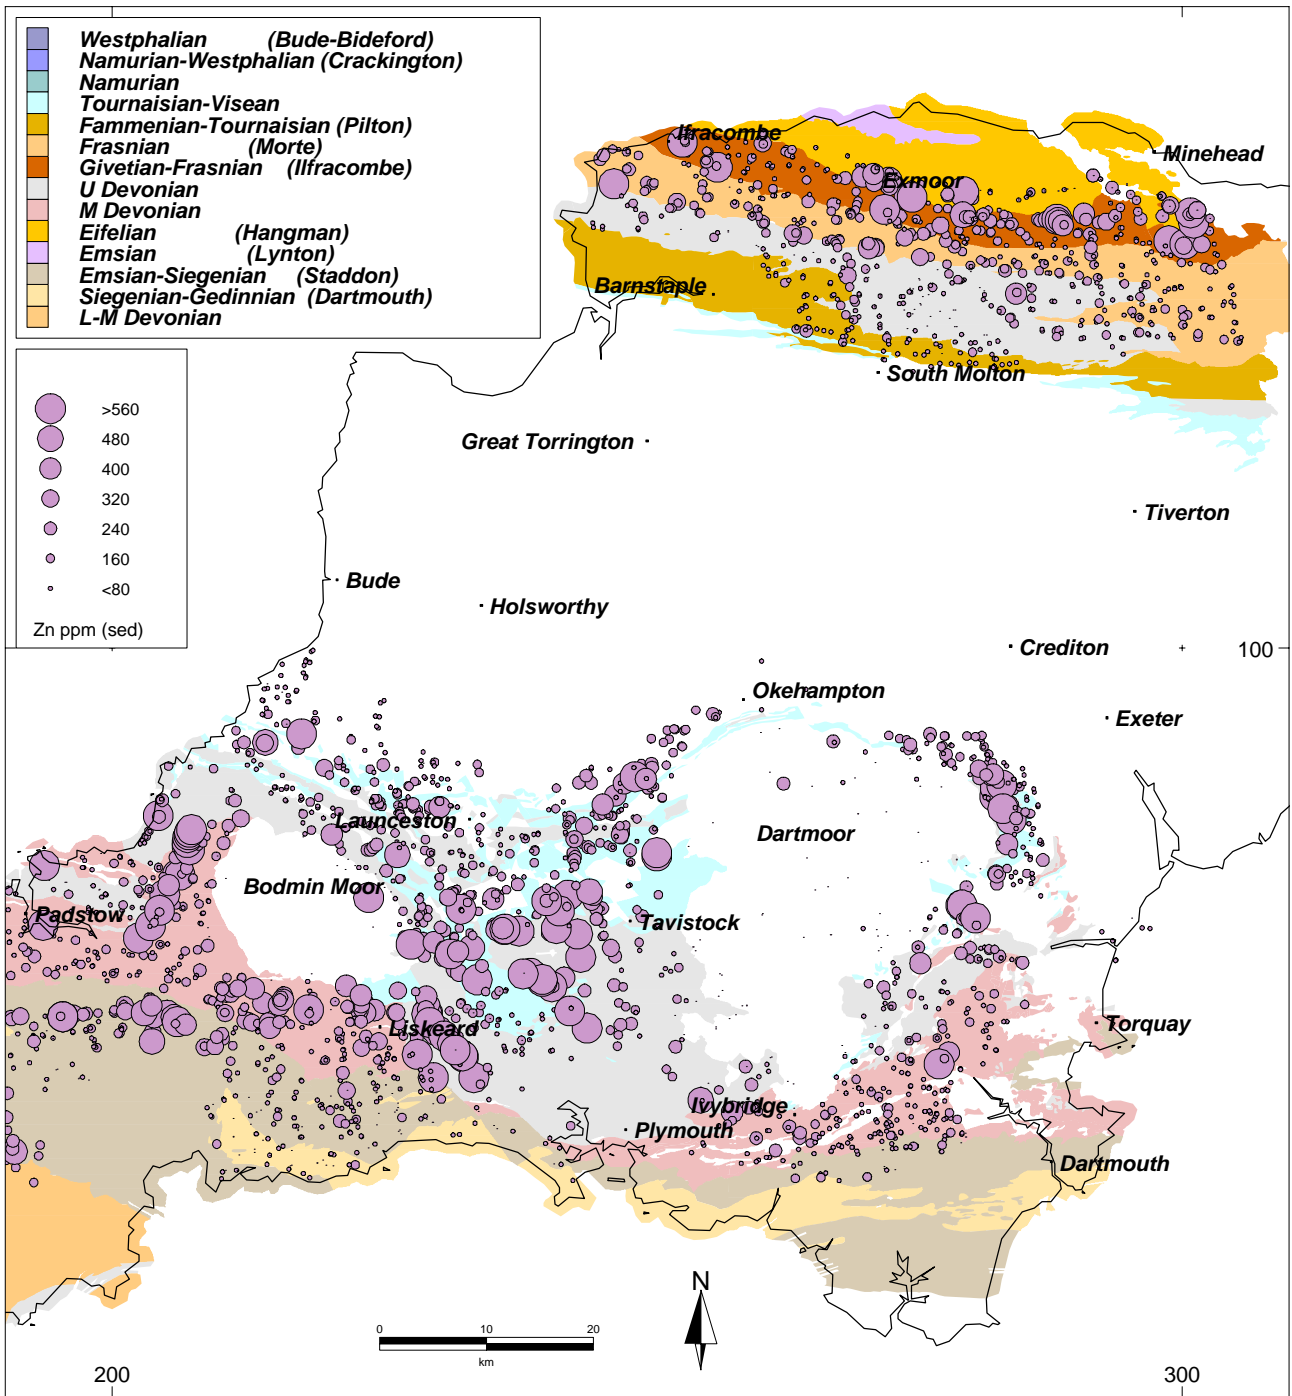 Westphalian (Bude-Bideford)
Namurian-Westphalian (Crackington)
Namurian
Tournaisian-Visean
Fammenian-Tournaisian (Pilton)
Frasnian (Morte)
Givetian-Frasnian (Ilfracombe)
U Devonian
M Devonian
Eifelian (Hangman)
Emsian (Lynton)
Emsian-Siegenian (Staddon)
Siegenian-Gedinnian (Dartmouth)
L-M Devonian
>560
480
400
320
240
160
<80
Zn ppm (sed)
Ilfracombe
Minehead
Exmoor
Barnstaple
South Molton
Great Torrington
Tiverton
Bude
Holsworthy
Crediton
100
Okehampton
Exeter
Launceston
Dartmoor
Bodmin Moor
Padstow
Tavistock
Liskeard
Torquay
Ivybridge
Plymouth
Dartmouth
N
0 10 20
km
200 300